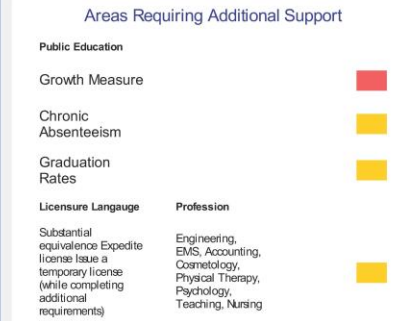 Areas Requiring Additional Support
Public Education
Growth Measure
Chronic
Absenteeism
Graduation
Rates
Licensure Langauge
Profession
Substantial
equivalence Expedite
license Issue a
temporary license
(while completing
additional
requirements)
Engineering,
EMS, Accounting,
Cosmetology,
Physical Therapy,
Psychology,
Teaching, Nursing